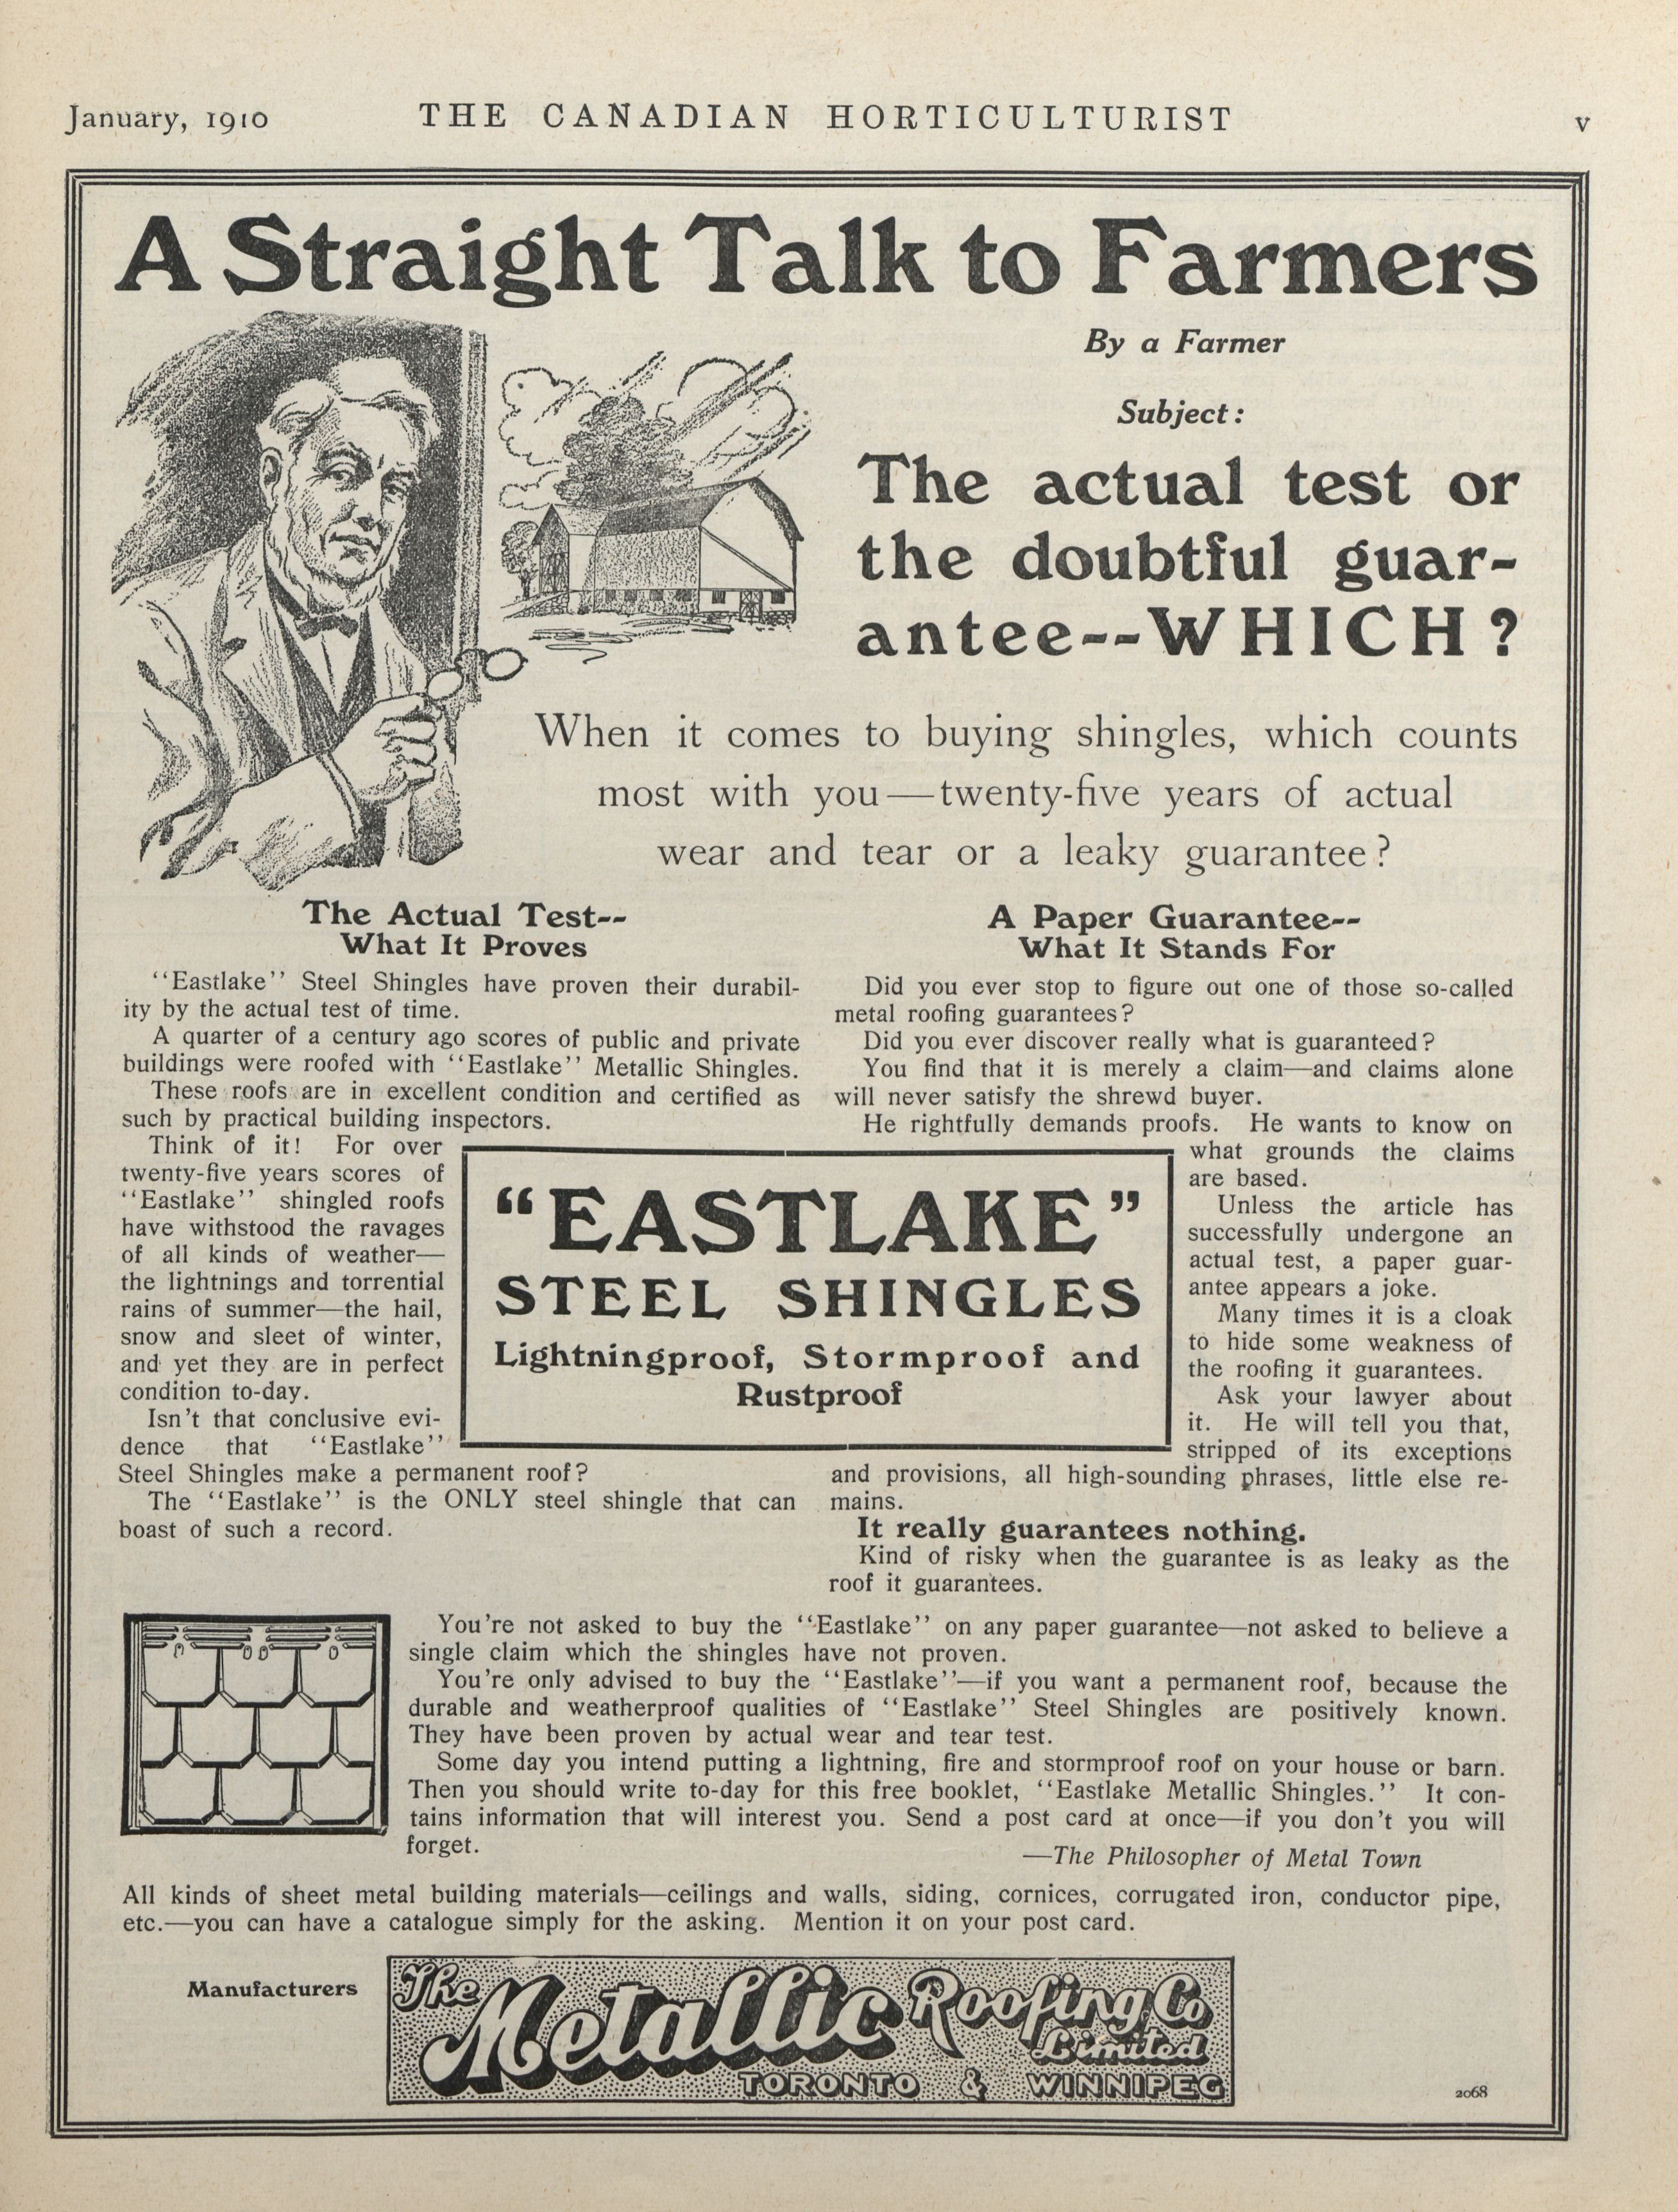 January, 1910
THE CANADIAN HORTICULTURIST
v
A Straight Talk to Farmers
By a Farmer
Subject:
The actual test or
the doubtful guar-
antee--WHICH?
When it comes to buying shingles, which counts
most with you—twenty-five years of actual
wear and tear or a leaky guarantee?
The Actual Test--
What It Proves
"Eastlake" Steel Shingles have proven their durabil-
ity by the actual test of time.
A quarter of a century ago scores of public and private
buildings were roofed with "Eastlake" Metallic Shingles.
These roofs are in excellent condition and certified as
such by practical building inspectors.
Think of it! For over
twenty-five years scores of
"Eastlake" shingled roofs
have withstood the ravages
of all kinds of weather—
the lightnings and torrential
rains of summer—the hail,
snow and sleet of winter,
and yet they are in perfect
condition to-day.
Isn't that conclusive evi-
dence that "Eastlake"
Steel Shingles make a permanent roof?
The "Eastlake" is the ONLY steel shingle that can
boast of such a record.
A Paper Guarantee--
What It Stands For
Did you ever stop to figure out one of those so-called
metal roofing guarantees?
Did you ever discover really what is guaranteed?
You find that it is merely a claim—and claims alone
will never satisfy the shrewd buyer.
He rightfully demands proofs. He wants to know on
what grounds the claims
are based.
Unless the article has
successfully undergone an
actual test, a paper guar-
antee appears a joke.
Many times it is a cloak
to hide some weakness of
the roofing it guarantees.
Ask your lawyer about
it. He will tell you that,
stripped of its exceptions
and provisions, all high-sounding phrases, little else re-
mains.
It really guarantees nothing.
Kind of risky when the guarantee is as leaky as the
roof it guarantees.
"EASTLAKE"
STEEL SHINGLES
Lightningproof, Stormproof and
Rustproof
You're not asked to buy the "Eastlake" on any paper guarantee—not asked to believe a
single claim which the shingles have not proven.
You're only advised to buy the "Eastlake"—if you want a permanent roof, because the
durable and weatherproof qualities of "Eastlake" Steel Shingles are positively known.
They have been proven by actual wear and tear test.
Some day you intend putting a lightning, fire and stormproof roof on your house or barn.
Then you should write to-day for this free booklet, "Eastlake Metallic Shingles." It con-
tains information that will interest you. Send a post card at once—if you don't you will
forget.
—The Philosopher of Metal Town
All kinds of sheet metal building materials—ceilings and walls, siding, cornices, corrugated iron, conductor pipe,
etc.—you can have a catalogue simply for the asking. Mention it on your post card.
Manufacturers
The Metallic Roofing Co
Limited
TORONTO & WINNIPEG
2068